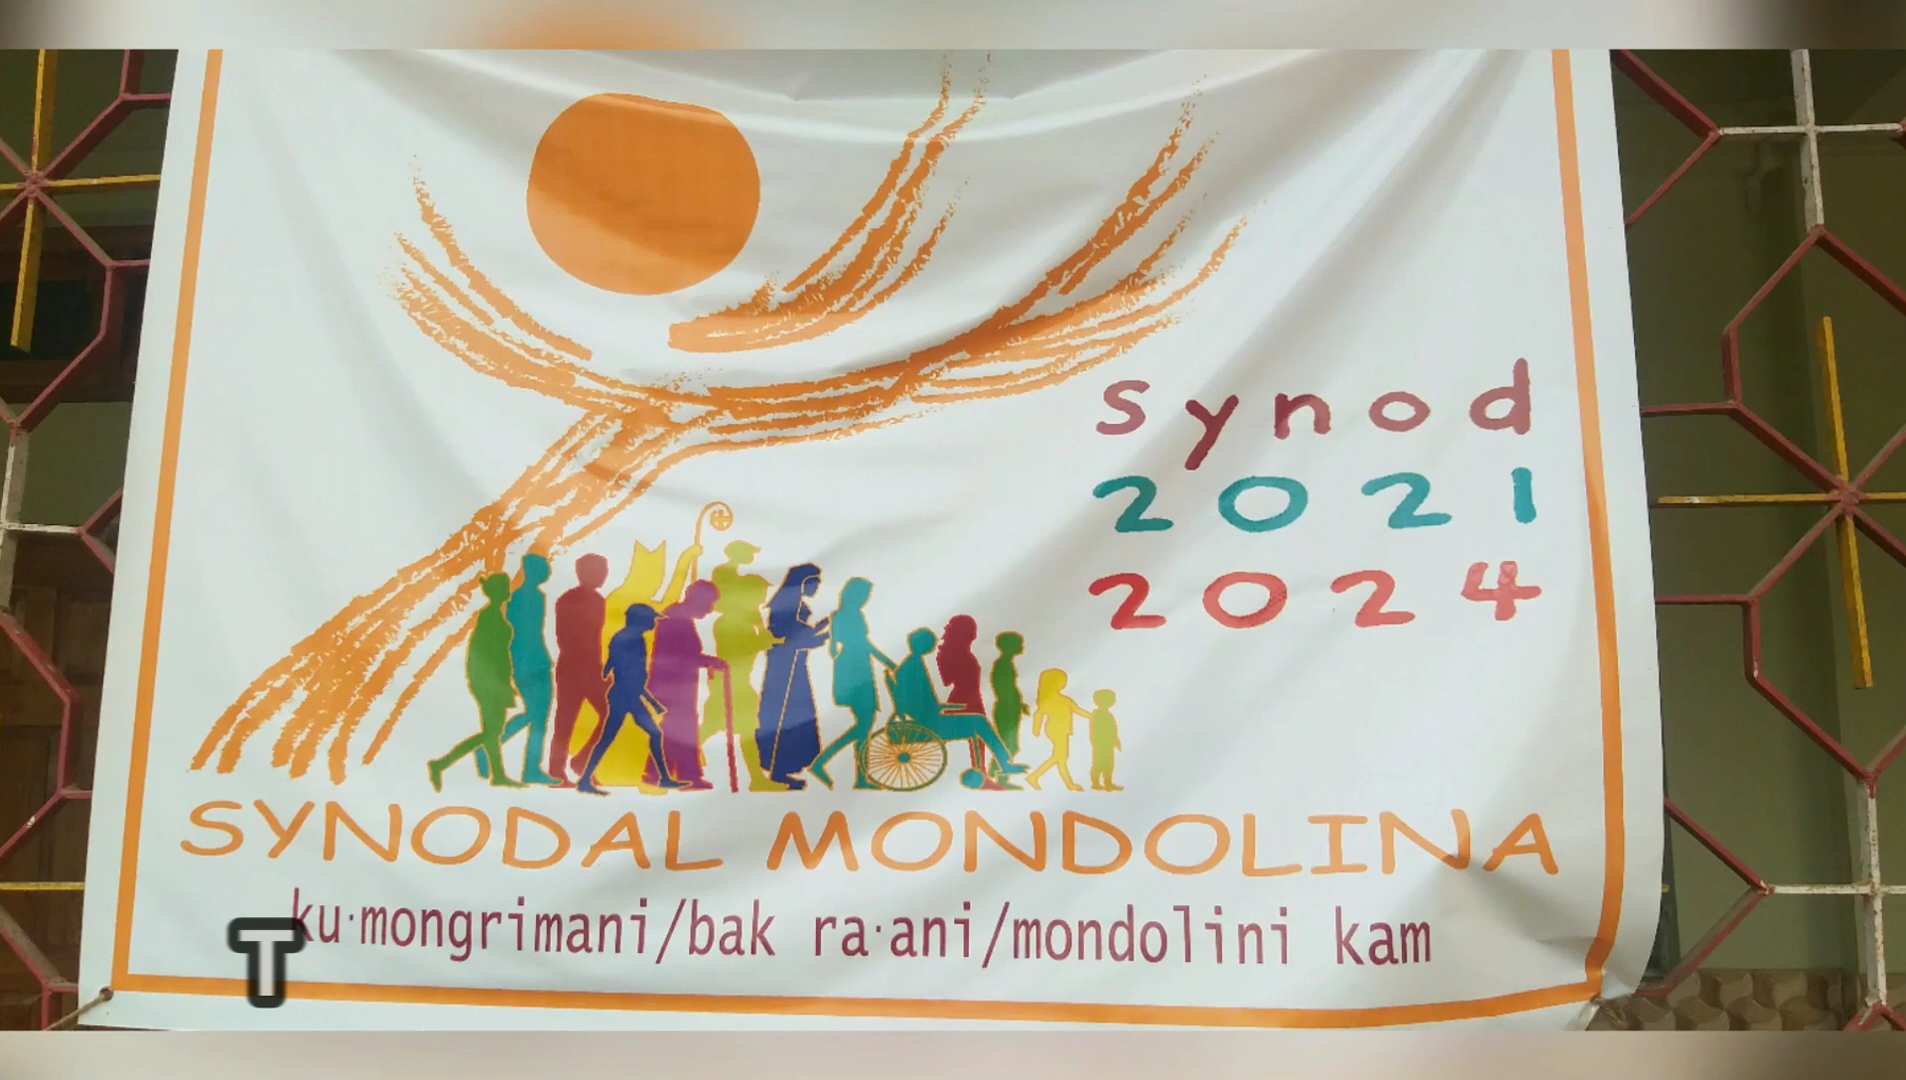 synod
2021
2024
SYNODAL MONDOLINA
ku·mongrimani/bak ra·ani/mondolini kam
T